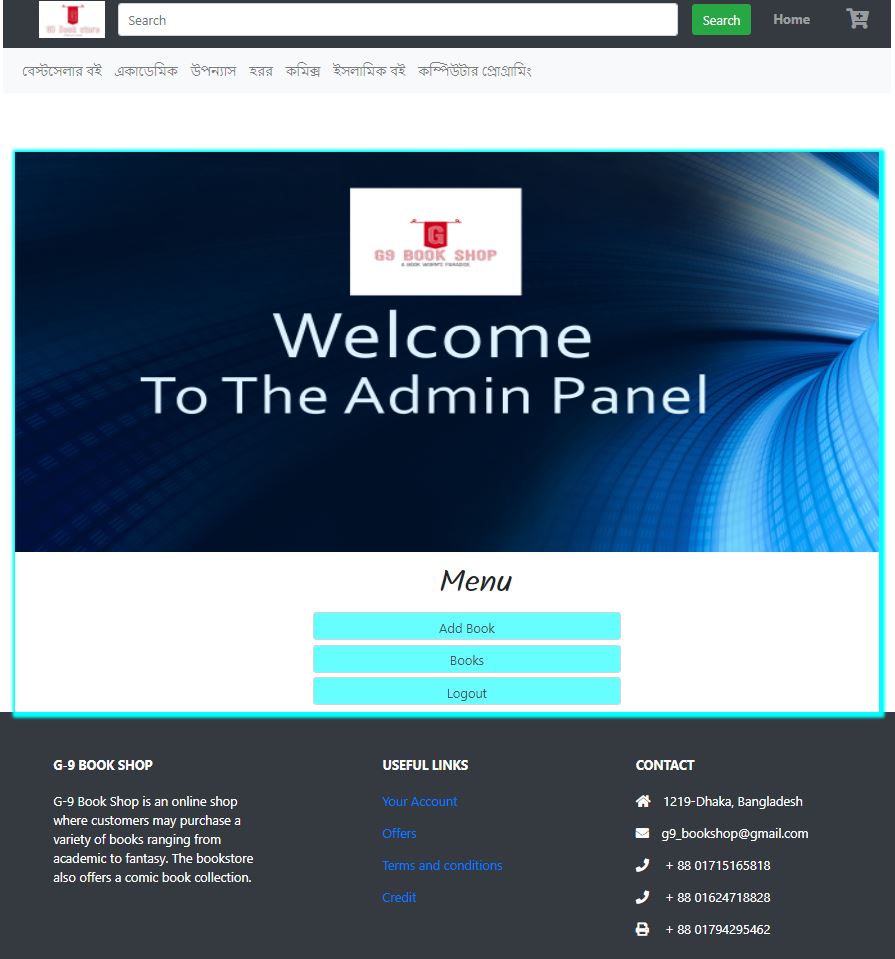 G9 Book store
Search
Search
Home
বেস্টসেলার বই একাডেমিক উপন্যাস হরর কমিক্স ইসলামিক বই কম্পিউটার প্রোগ্রামিং
G
G9 BOOK SHOP
A BOOK WORM'S PARADISE
Welcome
To The Admin Panel
Menu
Add Book
Books
Logout
G-9 BOOK SHOP
G-9 Book Shop is an online shop
where customers may purchase a
variety of books ranging from
academic to fantasy. The bookstore
also offers a comic book collection.
USEFUL LINKS
Your Account
Offers
Terms and conditions
Credit
CONTACT
1219-Dhaka, Bangladesh
g9_bookshop@gmail.com
+ 88 01715165818
+ 88 01624718828
+ 88 01794295462